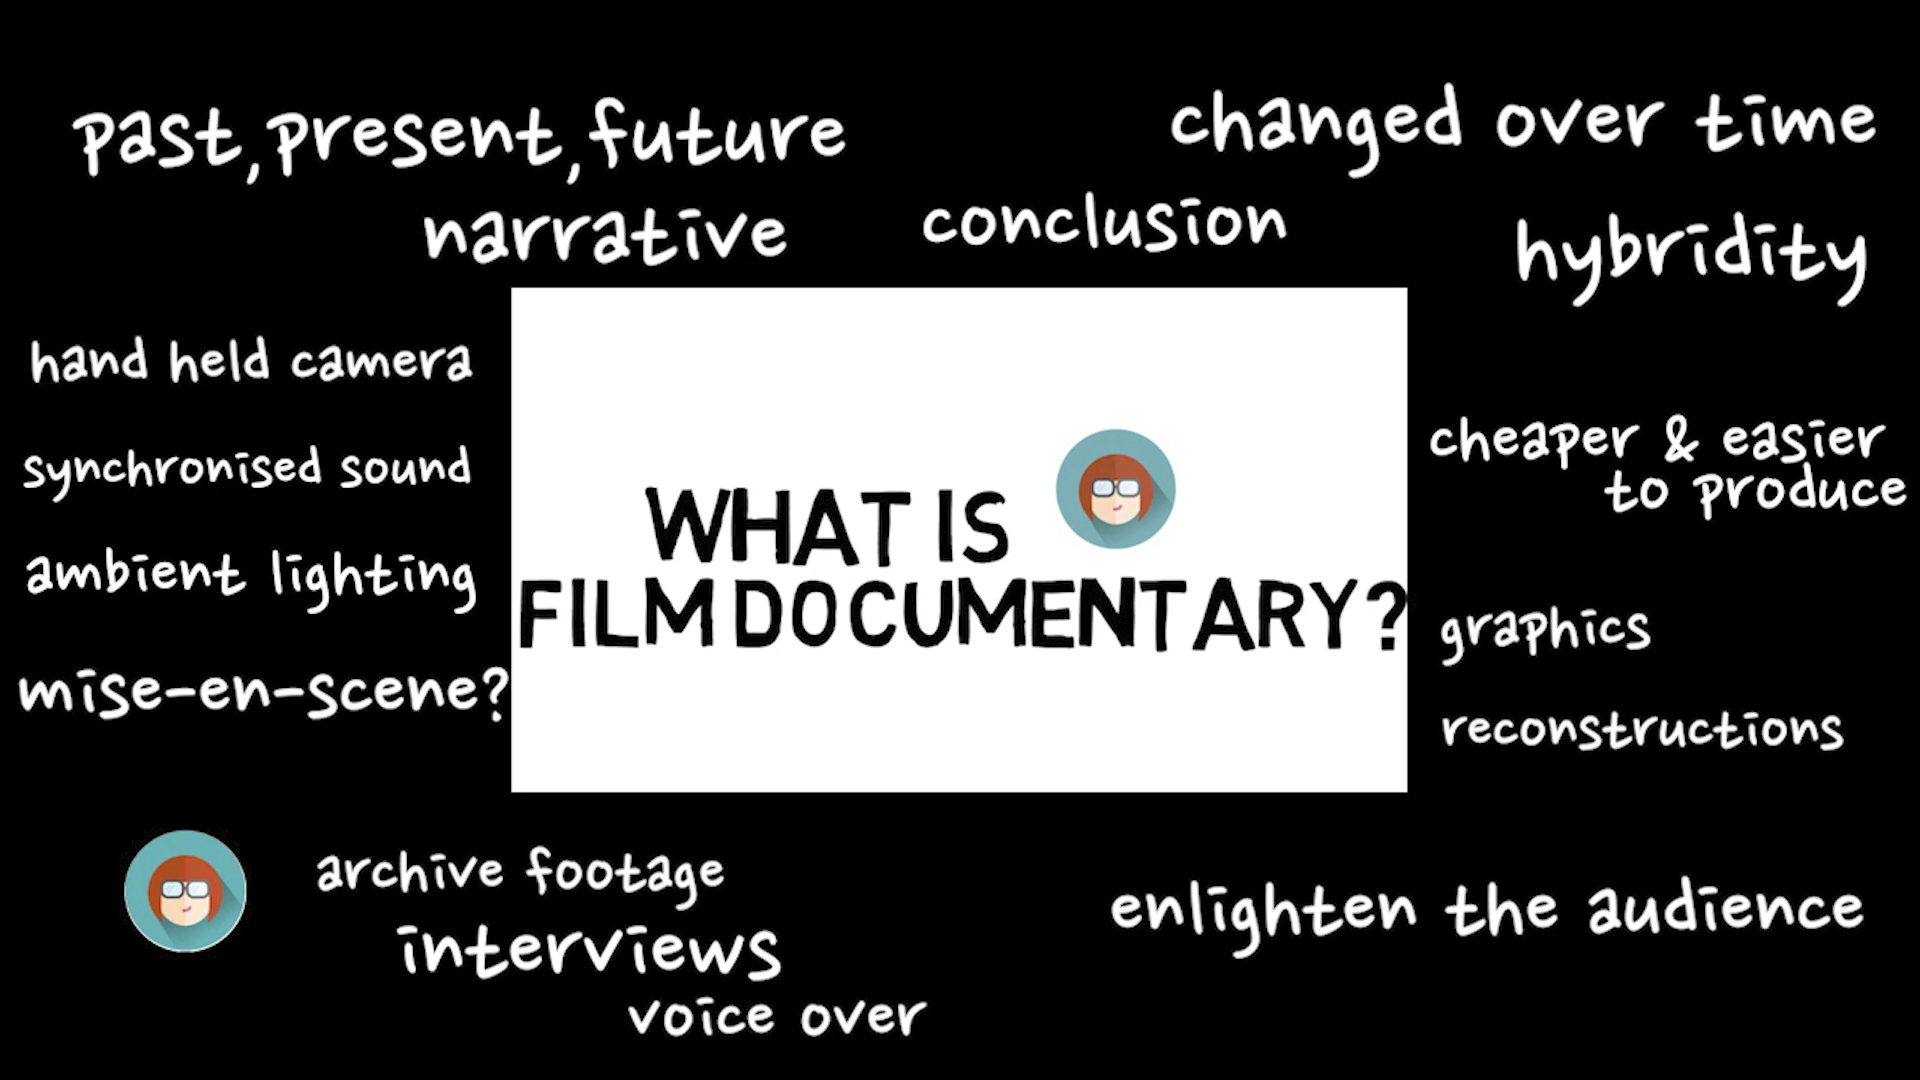 past,present,future
changed over time
narrative
conclusion
hybridity
hand held camera
synchronised sound
ambient lighting
mise-en-scene?
WHAT IS
FILM DOCUMENTARY?
cheaper & easier
to produce
graphics
reconstructions
archive footage
interviews
voice over
enlighten the audience